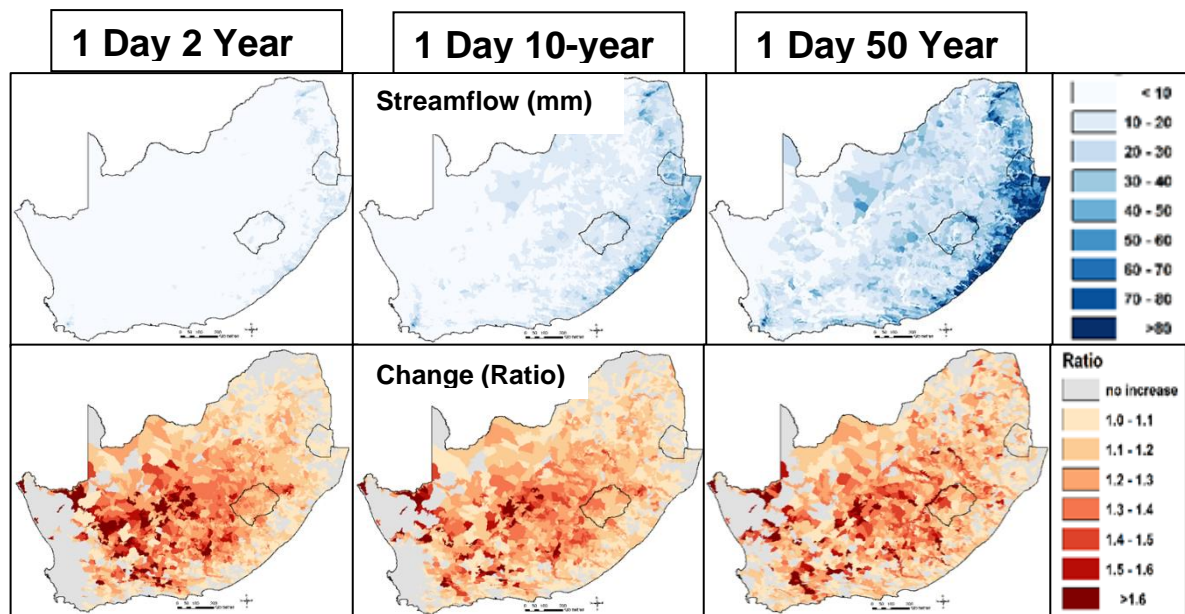 1 Day 2 Year
1 Day 10-year
1 Day 50 Year
Streamflow (mm)
< 10
10 - 20
20 - 30
30 - 40
40 - 50
50 - 60
60 - 70
70 - 80
>80
Change (Ratio)
Ratio
no increase
1.0 - 1.1
1.1 - 1.2
1.2 - 1.3
1.3 - 1.4
1.4 - 1.5
1.5 - 1.6
>1.6